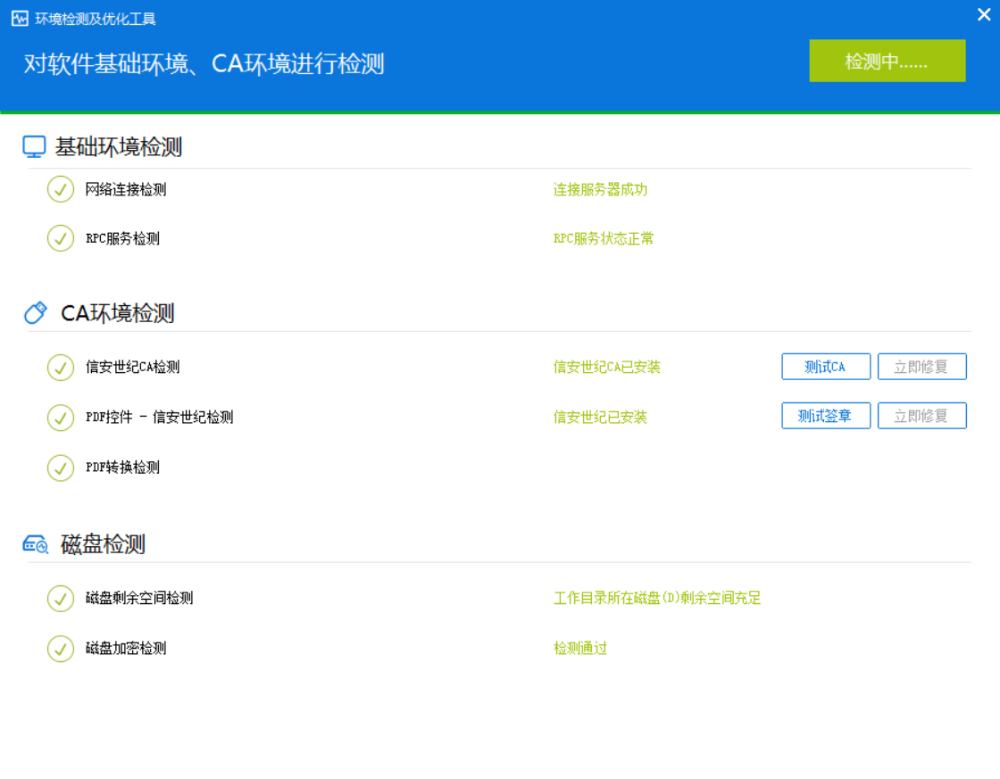 环境检测及优化工具
对软件基础环境、CA环境进行检测
检测中......
基础环境检测
网络连接检测 连接服务器成功
RPC服务检测 RPC服务状态正常
CA环境检测
信安世纪CA检测 信安世纪CA已安装 测试CA 立即修复
PDF控件 - 信安世纪检测 信安世纪已安装 测试签章 立即修复
PDF转换检测
磁盘检测
磁盘剩余空间检测 工作目录所在磁盘(D)剩余空间充足
磁盘加密检测 检测通过